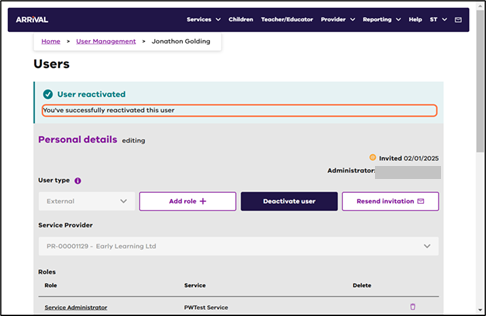 ARRIVAL Services Children Teacher/Educator Provider Reporting Help ST
Home > User Management > Jonathon Golding
Users
User reactivated
You've successfully reactivated this user
Personal details editing
Invited 02/01/2025
Administrator:
User type
External Add role + Deactivate user Resend invitation
Service Provider
PR-00001129 - Early Learning Ltd
Roles
Role Service Delete
Service Administrator PWTest Service